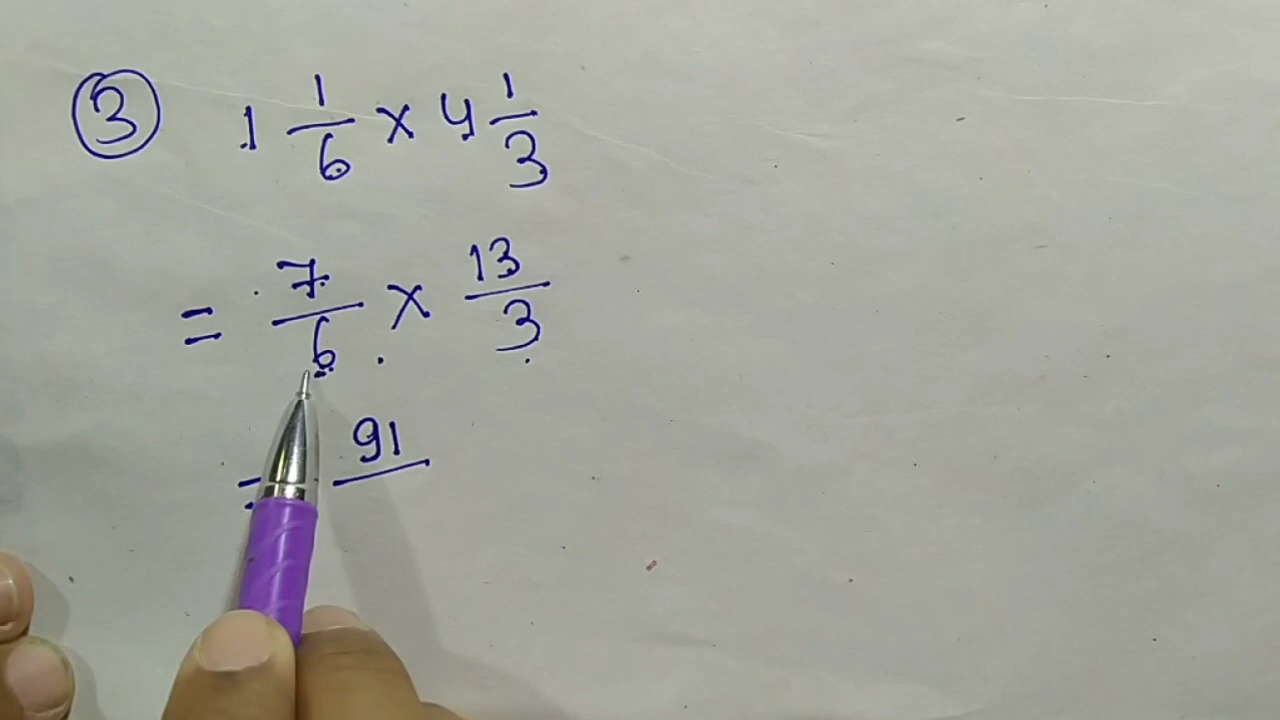 ③ 1 1/6 × 4 1/3
= 7/6 × 13/3
= 91/